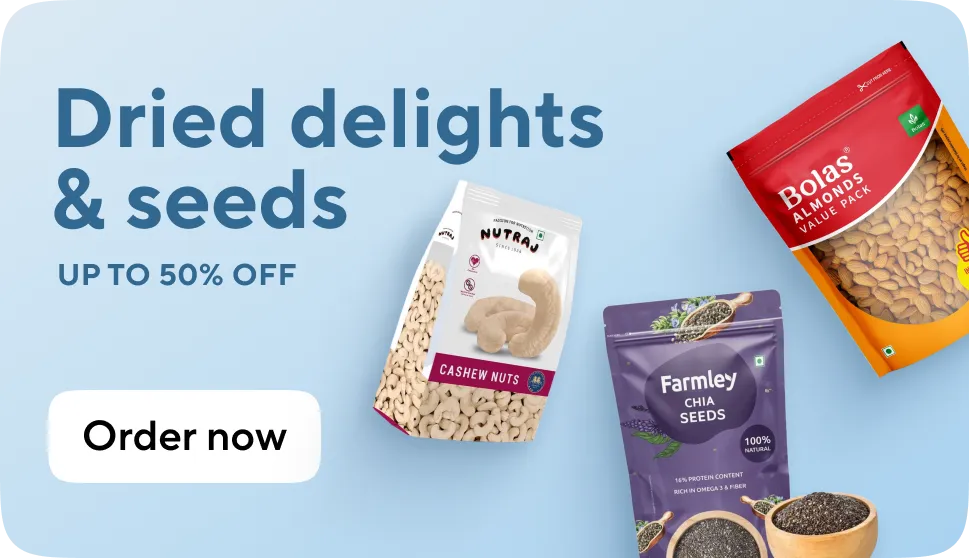 Dried delights
& seeds
UP TO 50% OFF
Order now
NUTRAJ
SINCE 1924
CASHEW NUTS
Farmley
CHIA
SEEDS
100%
NATURAL
16% PROTEIN CONTENT
RICH IN OMEGA 3 & FIBER
Bolas®
ALMONDS
VALUE PACK